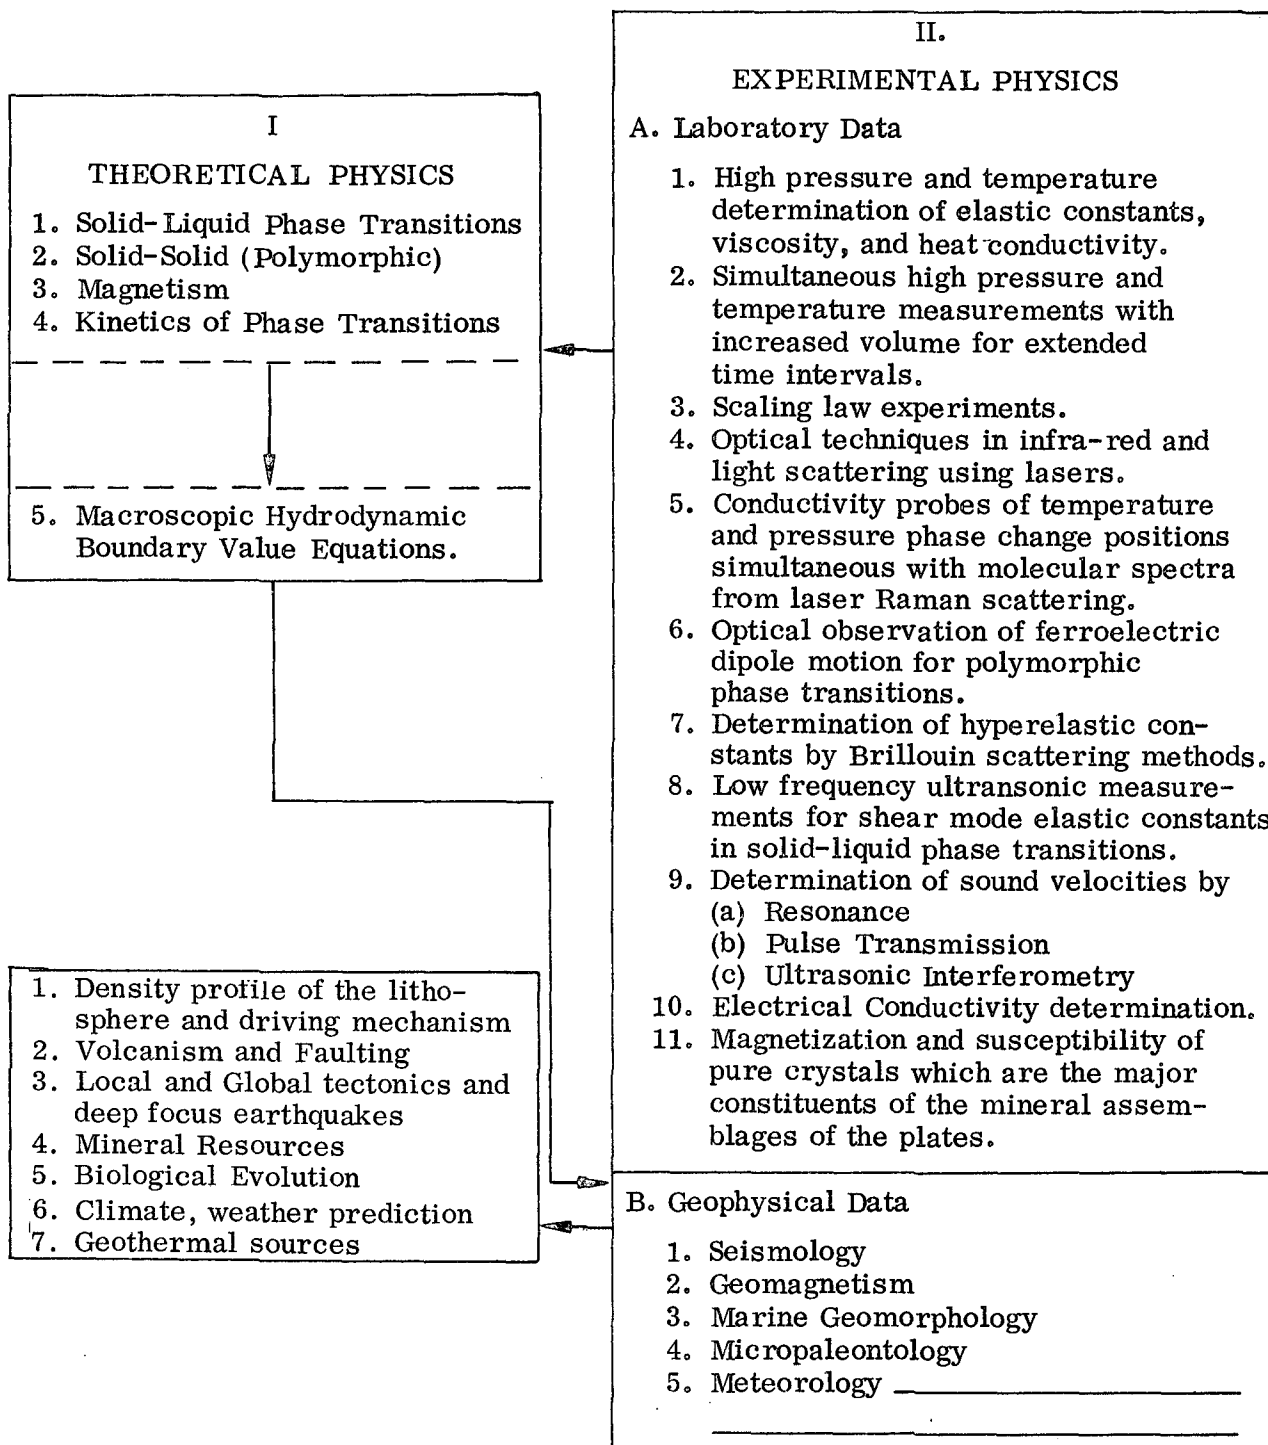 I
THEORETICAL PHYSICS
1. Solid-Liquid Phase Transitions
2. Solid-Solid (Polymorphic)
3. Magnetism
4. Kinetics of Phase Transitions
5. Macroscopic Hydrodynamic
Boundary Value Equations.
1. Density profile of the litho-
sphere and driving mechanism
2. Volcanism and Faulting
3. Local and Global tectonics and
deep focus earthquakes
4. Mineral Resources
5. Biological Evolution
6. Climate, weather prediction
7. Geothermal sources
II.
EXPERIMENTAL PHYSICS
A. Laboratory Data
1. High pressure and temperature
determination of elastic constants,
viscosity, and heat conductivity.
2. Simultaneous high pressure and
temperature measurements with
increased volume for extended
time intervals.
3. Scaling law experiments.
4. Optical techniques in infra-red and
light scattering using lasers.
5. Conductivity probes of temperature
and pressure phase change positions
simultaneous with molecular spectra
from laser Raman scattering.
6. Optical observation of ferroelectric
dipole motion for polymorphic
phase transitions.
7. Determination of hyperelastic con-
stants by Brillouin scattering methods.
8. Low frequency ultransonic measure-
ments for shear mode elastic constants
in solid-liquid phase transitions.
9. Determination of sound velocities by
(a) Resonance
(b) Pulse Transmission
(c) Ultrasonic Interferometry
10. Electrical Conductivity determination.
11. Magnetization and susceptibility of
pure crystals which are the major
constituents of the mineral assem-
blages of the plates.
B. Geophysical Data
1. Seismology
2. Geomagnetism
3. Marine Geomorphology
4. Micropaleontology
5. Meteorology